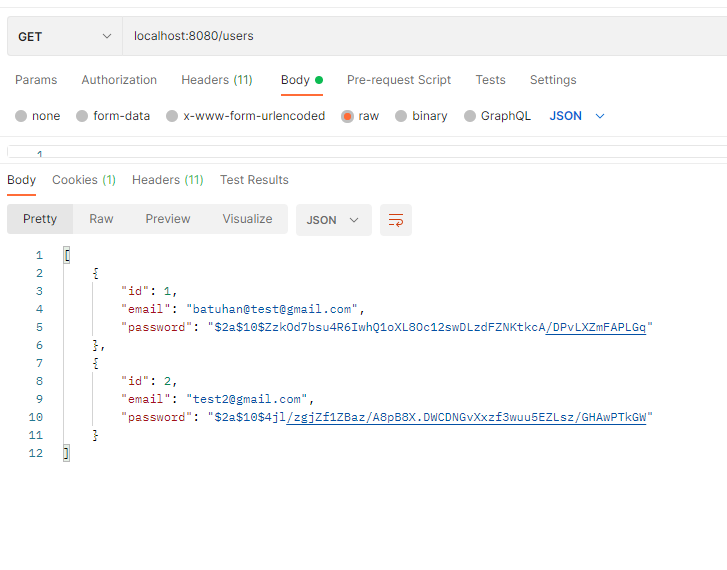 GET localhost:8080/users
Params Authorization Headers (11) Body Pre-request Script Tests Settings
none form-data x-www-form-urlencoded raw binary GraphQL JSON
1
Body Cookies (1) Headers (11) Test Results
Pretty Raw Preview Visualize JSON
1 [
2 {
3 "id": 1,
4 "email": "batuhan@test@gmail.com",
5 "password": "$2a$10$ZzkOd7bsu4R6IwhQ1oXL8Oc12swDLzdFZNKtkcA/DPvLXZmFAPLGq"
6 },
7 {
8 "id": 2,
9 "email": "test2@gmail.com",
10 "password": "$2a$10$4jl/zgjZf1ZBaz/A8pB8X.DWCDNGvXxzf3wuu5EZLsz/GHAwPTkGW"
11 }
12 ]